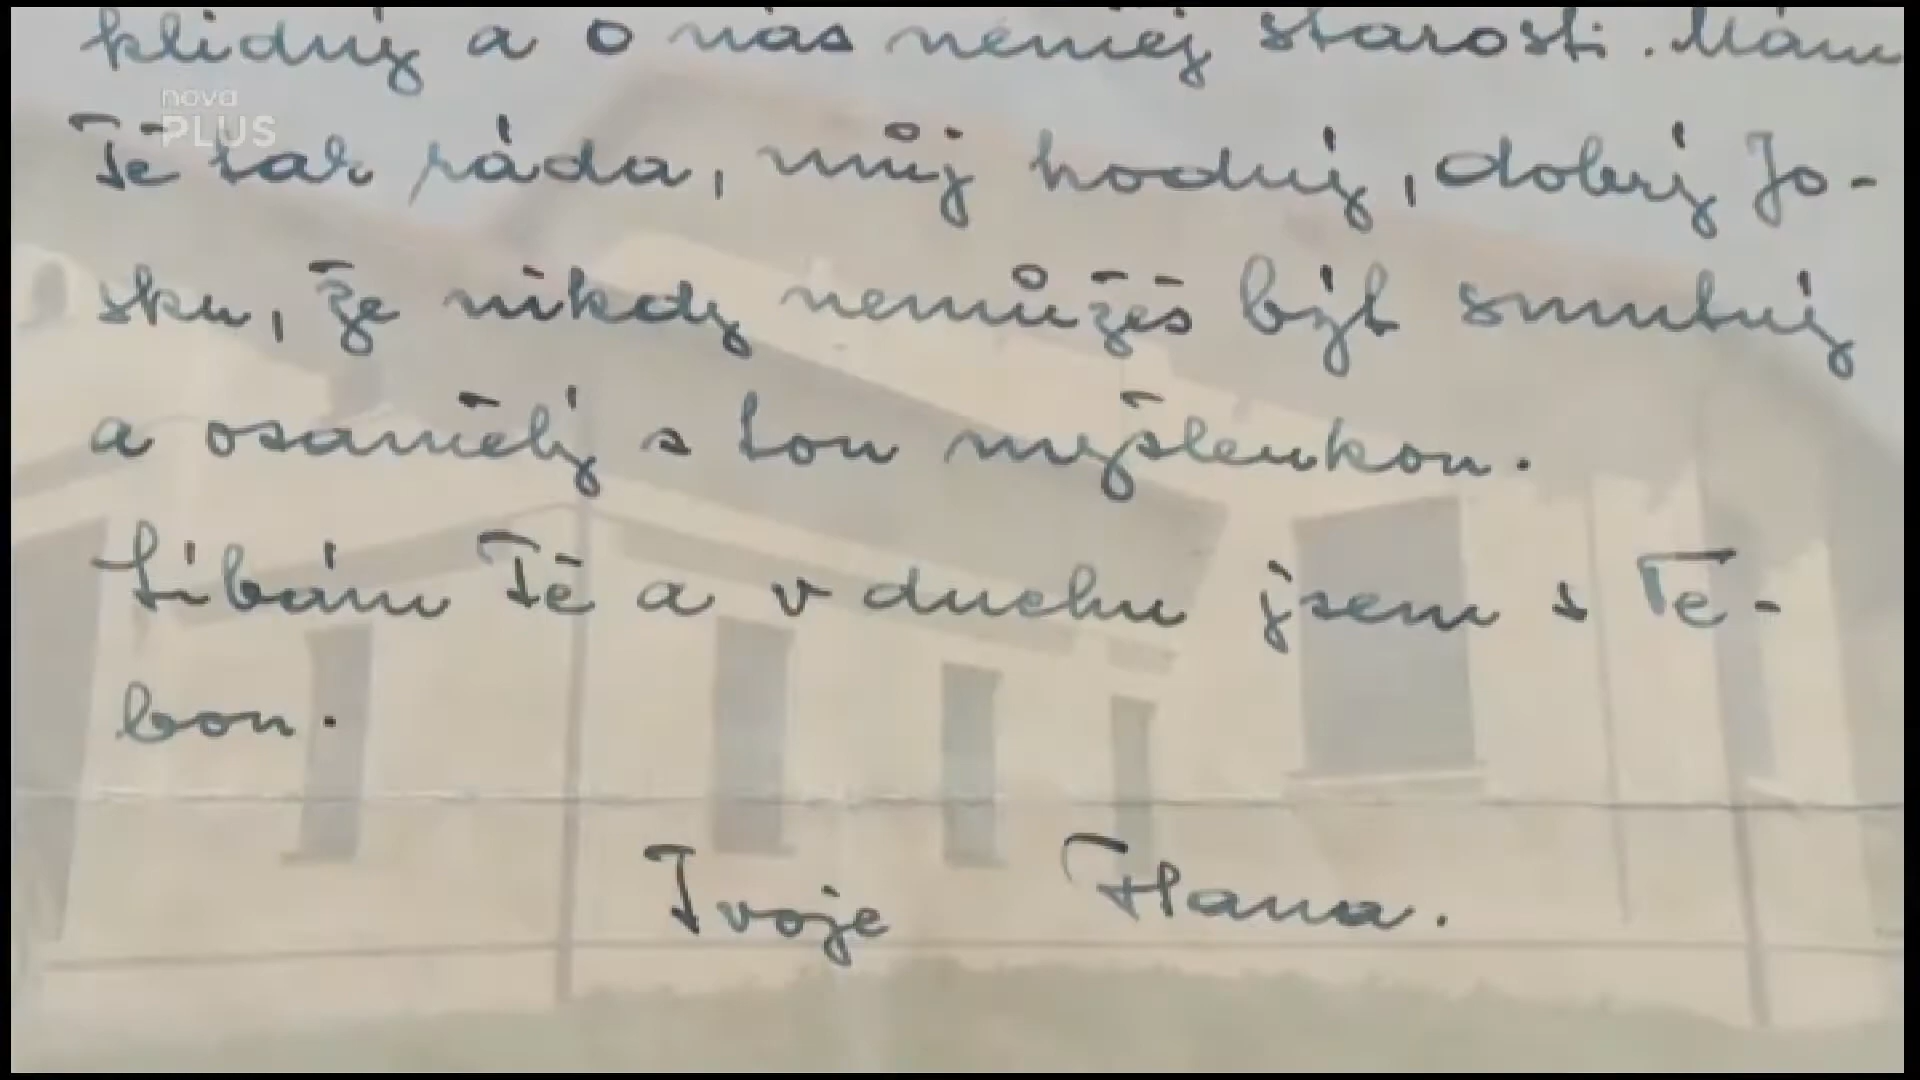 klidný a o nás neměj starosti. Mám
nova
PLUS
Tě tak ráda, můj hodný, dobrý Jo-
sku, že nikdy nemůžeš být smutný
a osamělý s tou myšlenkou.
Líbám Tě a v duchu jsem s Te-
bou.
Tvoje Hana.